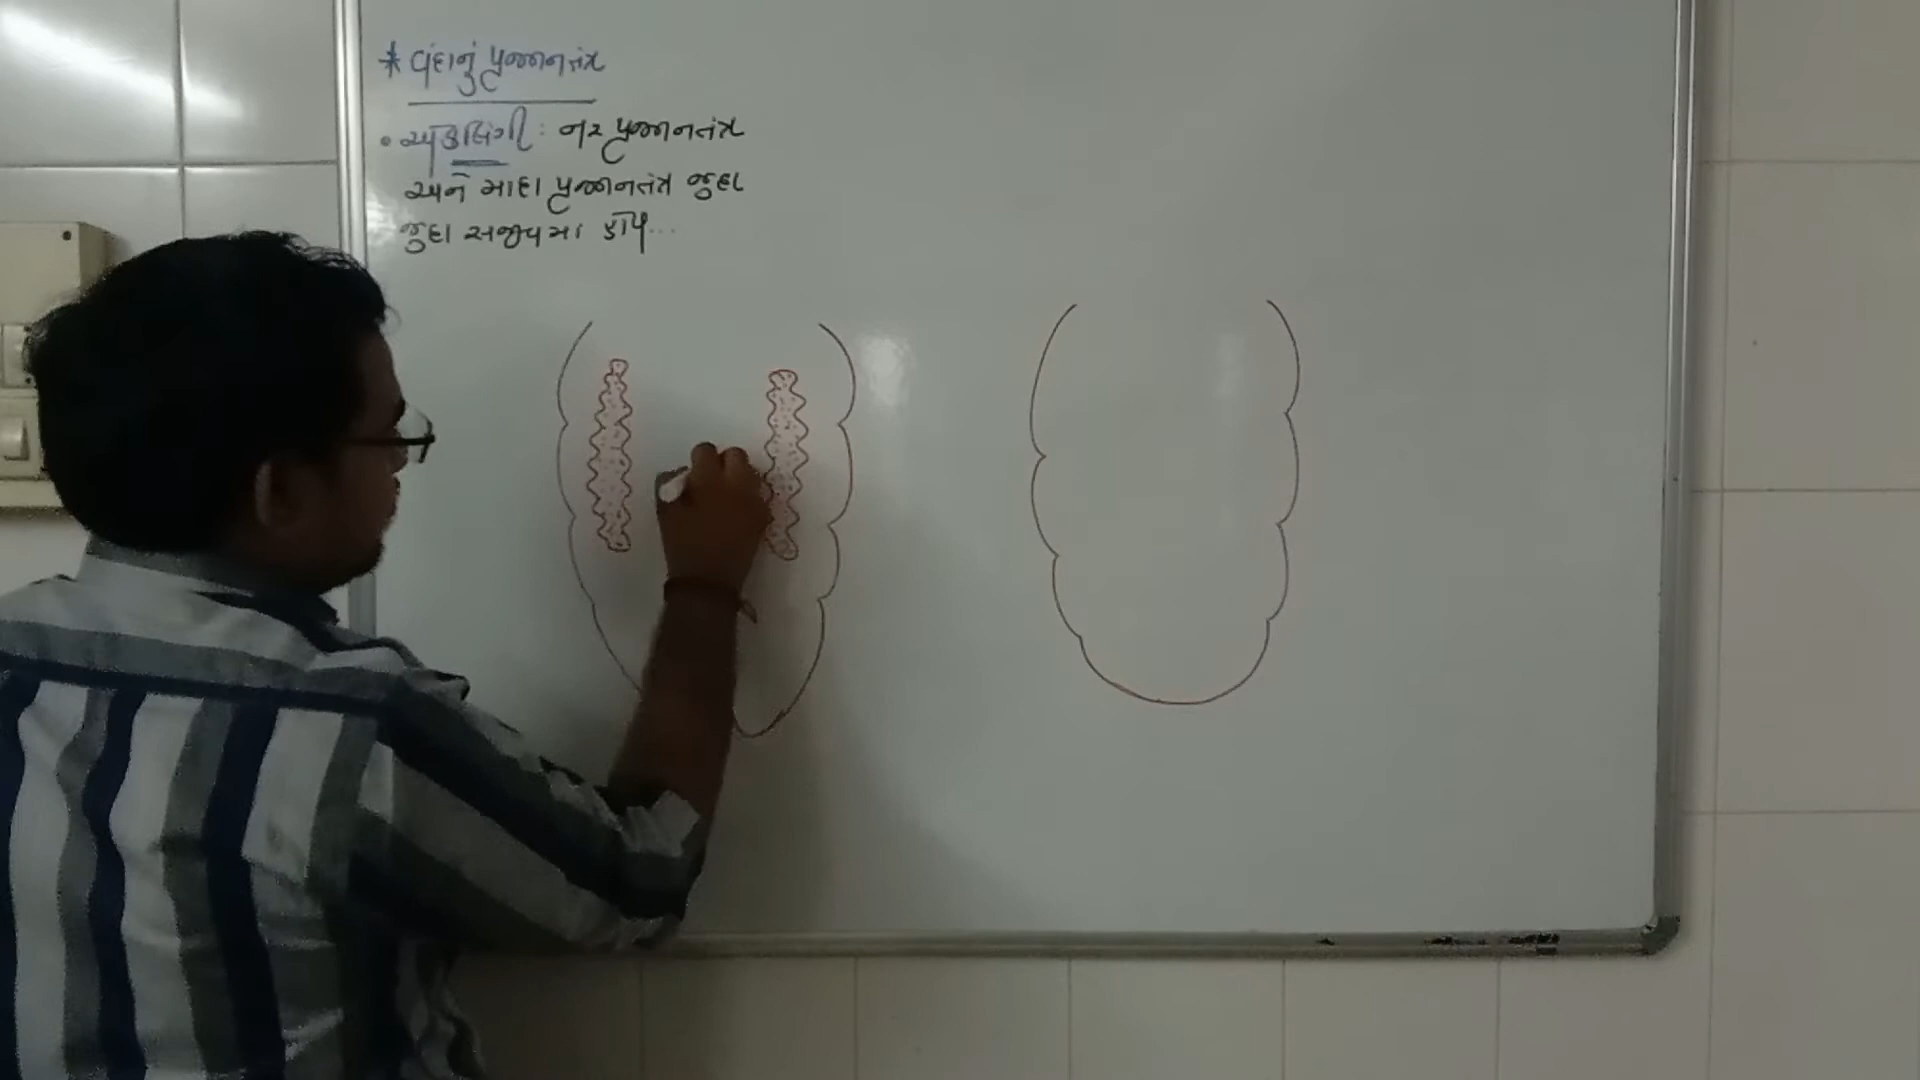 * વંદાનું પ્રજનનતંત્ર
• એકલિંગી : નર પ્રજનનતંત્ર
અને માદા પ્રજનનતંત્ર જુદા
જુદા સજીવમાં હોય...